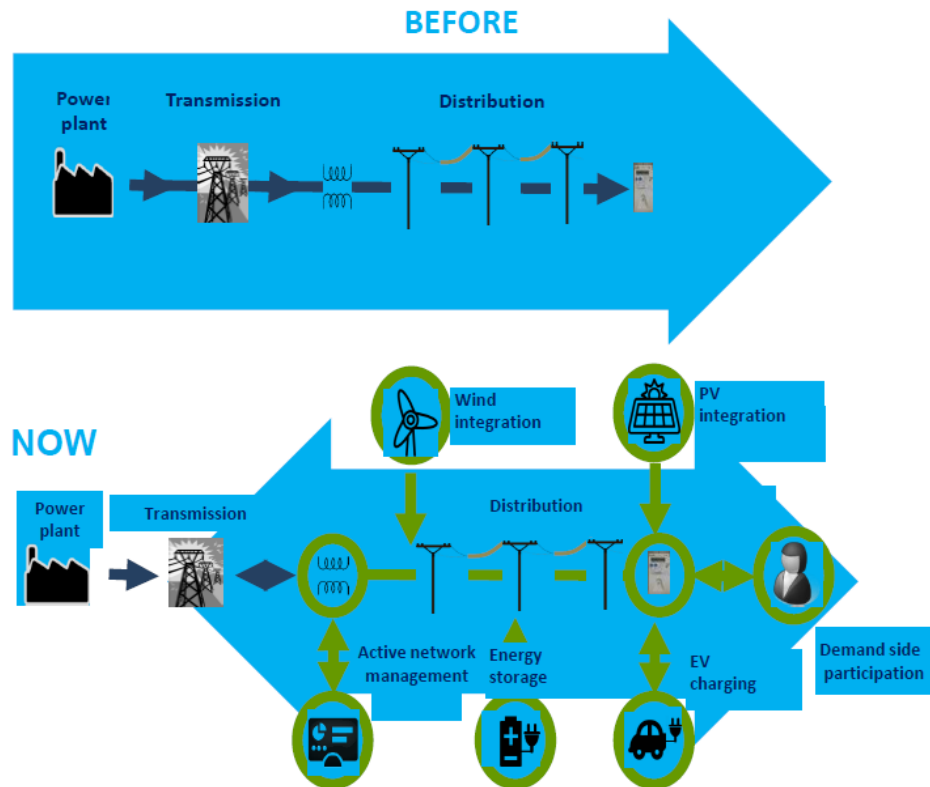 BEFORE
Power
plant
Transmission
Distribution
NOW
Wind
integration
PV
integration
Power
plant
Transmission
Distribution
Active network
management
Energy
storage
EV
charging
Demand side
participation